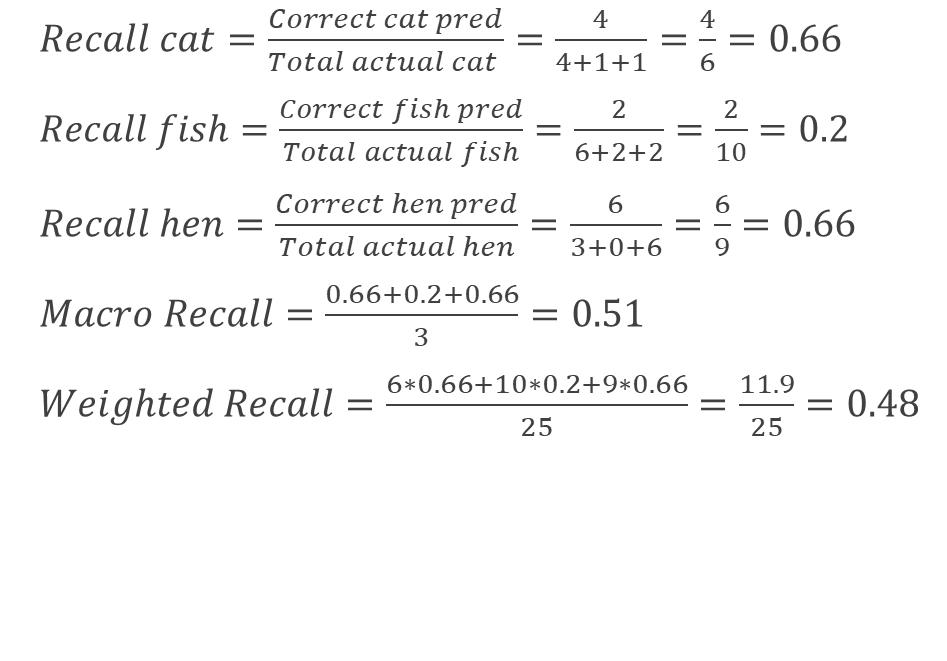 Recall cat = Correct cat pred / Total actual cat = 4 / 4+1+1 = 4 / 6 = 0.66
Recall fish = Correct fish pred / Total actual fish = 2 / 6+2+2 = 2 / 10 = 0.2
Recall hen = Correct hen pred / Total actual hen = 6 / 3+0+6 = 6 / 9 = 0.66
Macro Recall = 0.66+0.2+0.66 / 3 = 0.51
Weighted Recall = 6*0.66+10*0.2+9*0.66 / 25 = 11.9 / 25 = 0.48